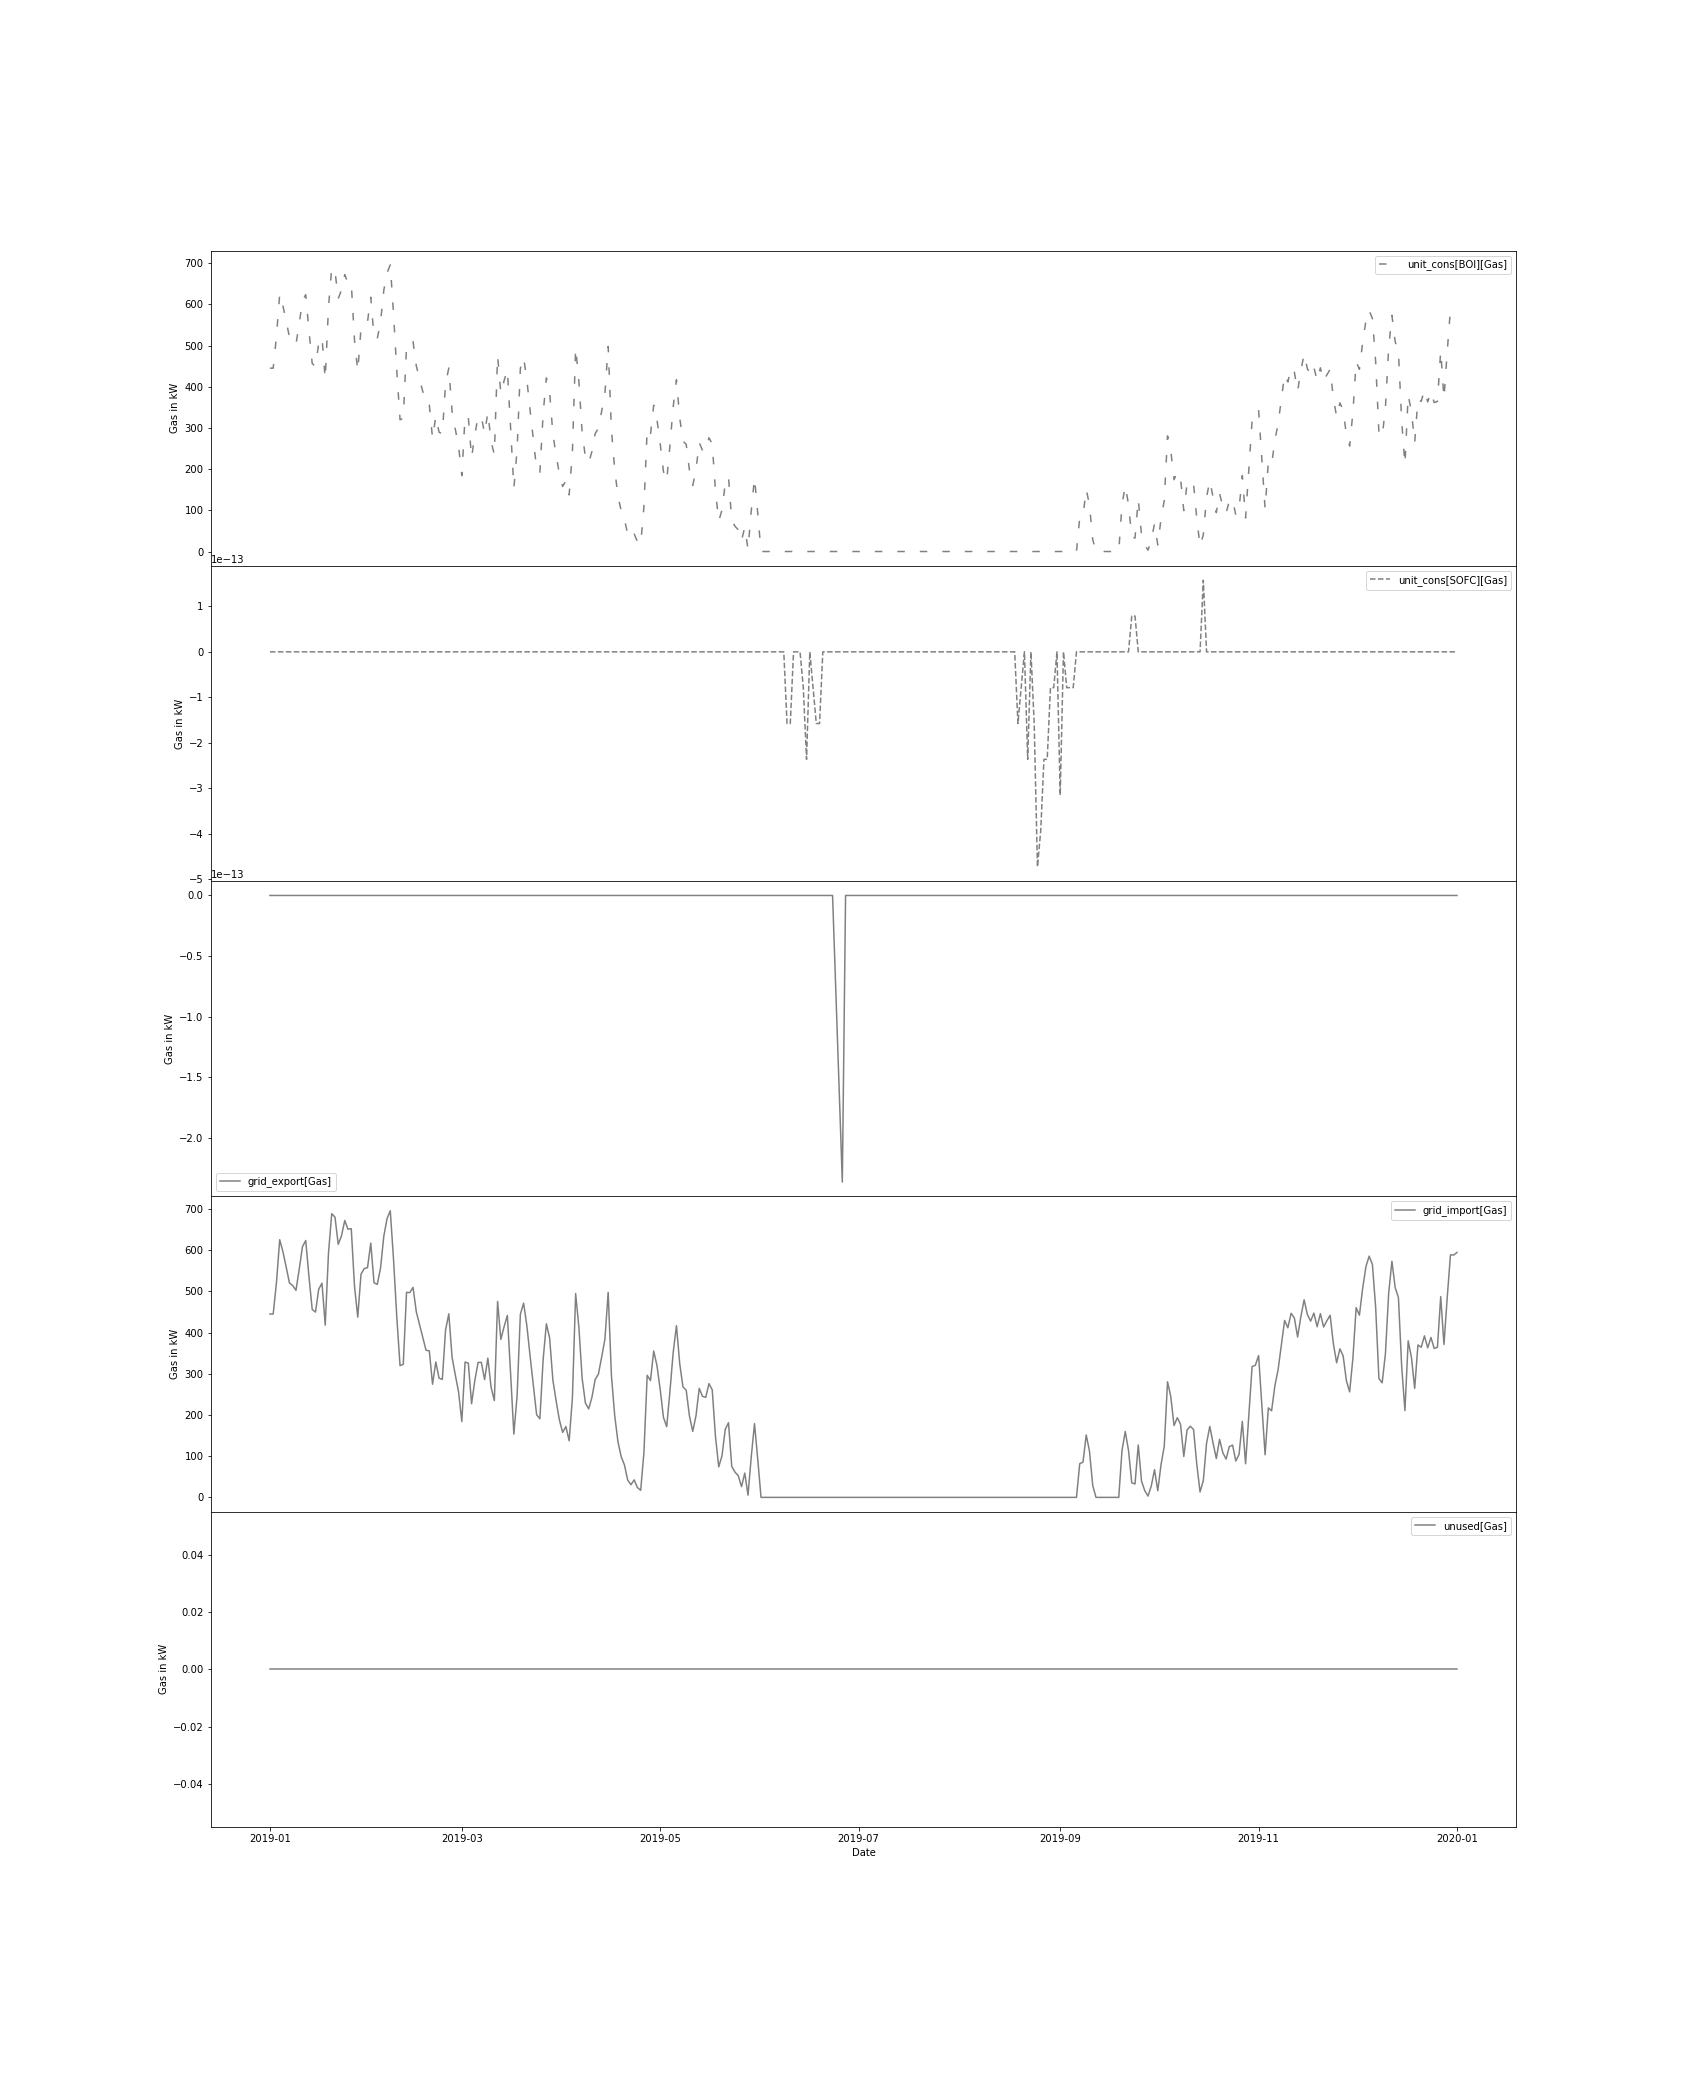 unit_cons[BOI][Gas]
700
600
500
400
300
200
100
0
Gas in kW
1e−13
unit_cons[SOFC][Gas]
1
0
−1
−2
−3
−4
−5
Gas in kW
1e−13
0.0
−0.5
−1.0
−1.5
−2.0
Gas in kW
grid_export[Gas]
grid_import[Gas]
700
600
500
400
300
200
100
0
Gas in kW
unused[Gas]
0.04
0.02
0.00
−0.02
−0.04
Gas in kW
2019-01 2019-03 2019-05 2019-07 2019-09 2019-11 2020-01
Date